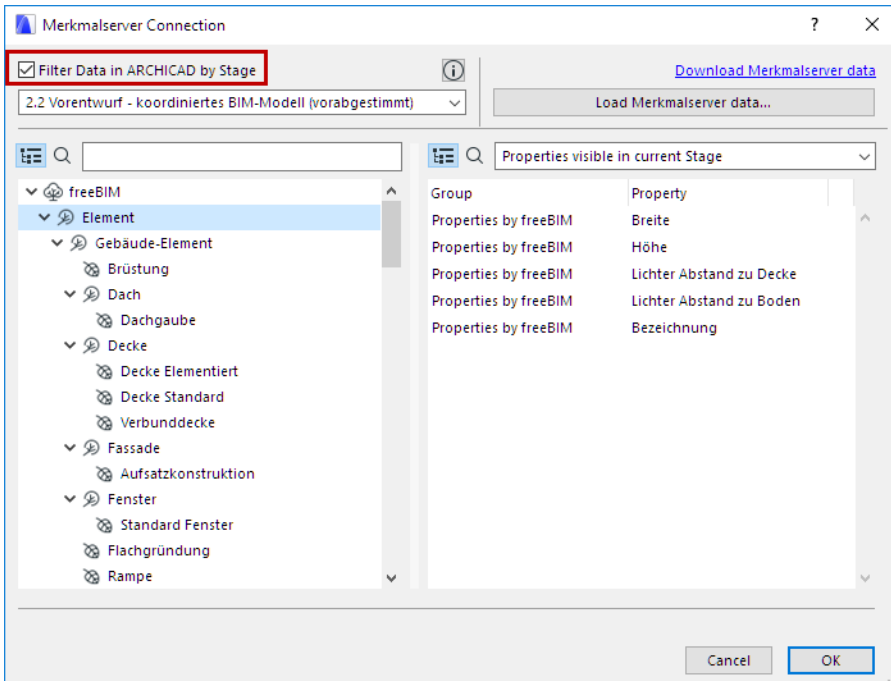 Merkmalserver Connection
?
Filter Data in ARCHICAD by Stage
Download Merkmalserver data
2.2 Vorentwurf - koordiniertes BIM-Modell (vorabgestimmt)
Load Merkmalserver data...
Properties visible in current Stage
freeBIM
Element
Gebäude-Element
Brüstung
Dach
Dachgaube
Decke
Decke Elementiert
Decke Standard
Verbunddecke
Fassade
Aufsatzkonstruktion
Fenster
Standard Fenster
Flachgründung
Rampe
Group Property
Properties by freeBIM Breite
Properties by freeBIM Höhe
Properties by freeBIM Lichter Abstand zu Decke
Properties by freeBIM Lichter Abstand zu Boden
Properties by freeBIM Bezeichnung
Cancel
OK